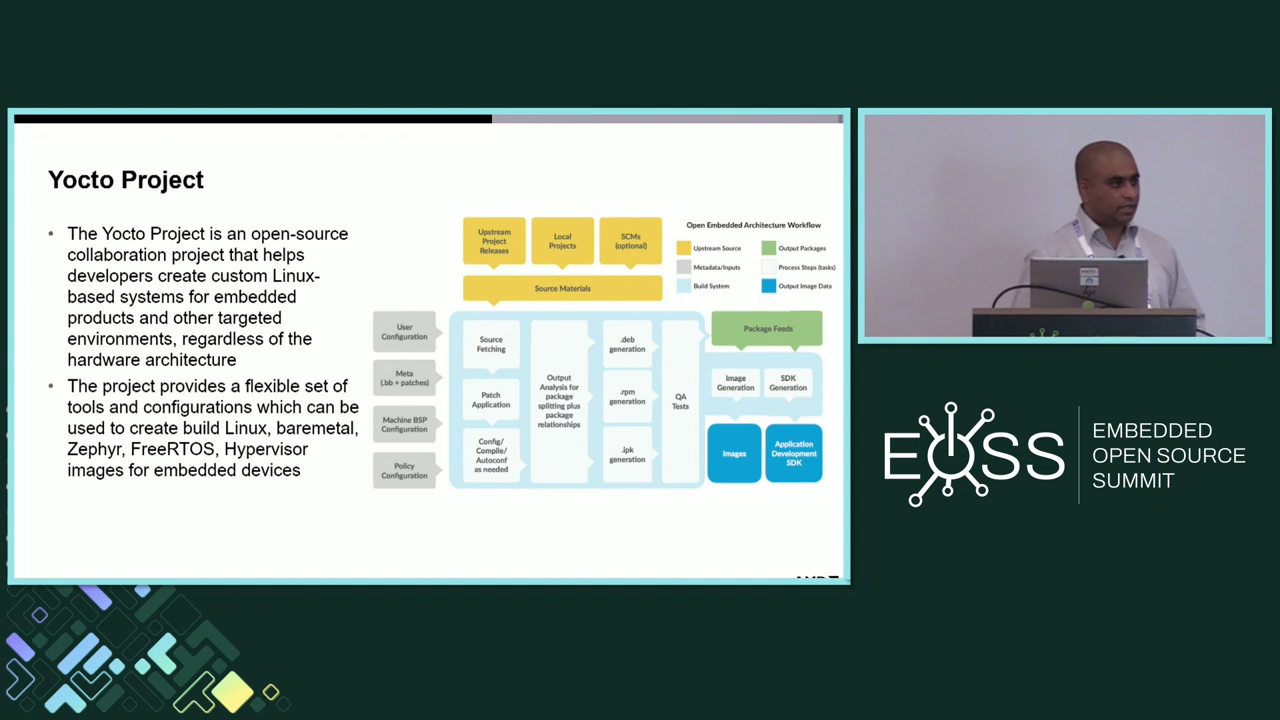 Yocto Project
• The Yocto Project is an open-source
collaboration project that helps
developers create custom Linux-
based systems for embedded
products and other targeted
environments, regardless of the
hardware architecture
• The project provides a flexible set of
tools and configurations which can be
used to create build Linux, baremetal,
Zephyr, FreeRTOS, Hypervisor
images for embedded devices
Upstream
Project
Releases
Local
Projects
SCMs
(optional)
Source Materials
Open Embedded Architecture Workflow
Upstream Source
Output Packages
Metadata/Inputs
Process Steps (tasks)
Build System
Output Image Data
User
Configuration
Meta
(.bb + patches)
Machine BSP
Configuration
Policy
Configuration
Source
Fetching
Patch
Application
Config/
Compile/
Autoconf
as needed
Output
Analysis for
package
splitting plus
package
relationships
.deb
generation
.rpm
generation
.ipk
generation
QA
Tests
Package Feeds
Image
Generation
SDK
Generation
Images
Application
Development
SDK
EOSS
EMBEDDED
OPEN SOURCE
SUMMIT